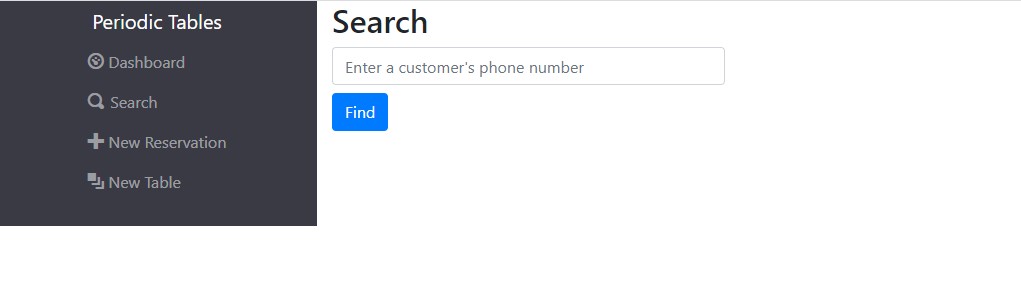 Periodic Tables
Dashboard
Search
New Reservation
New Table
Search
Enter a customer's phone number
Find